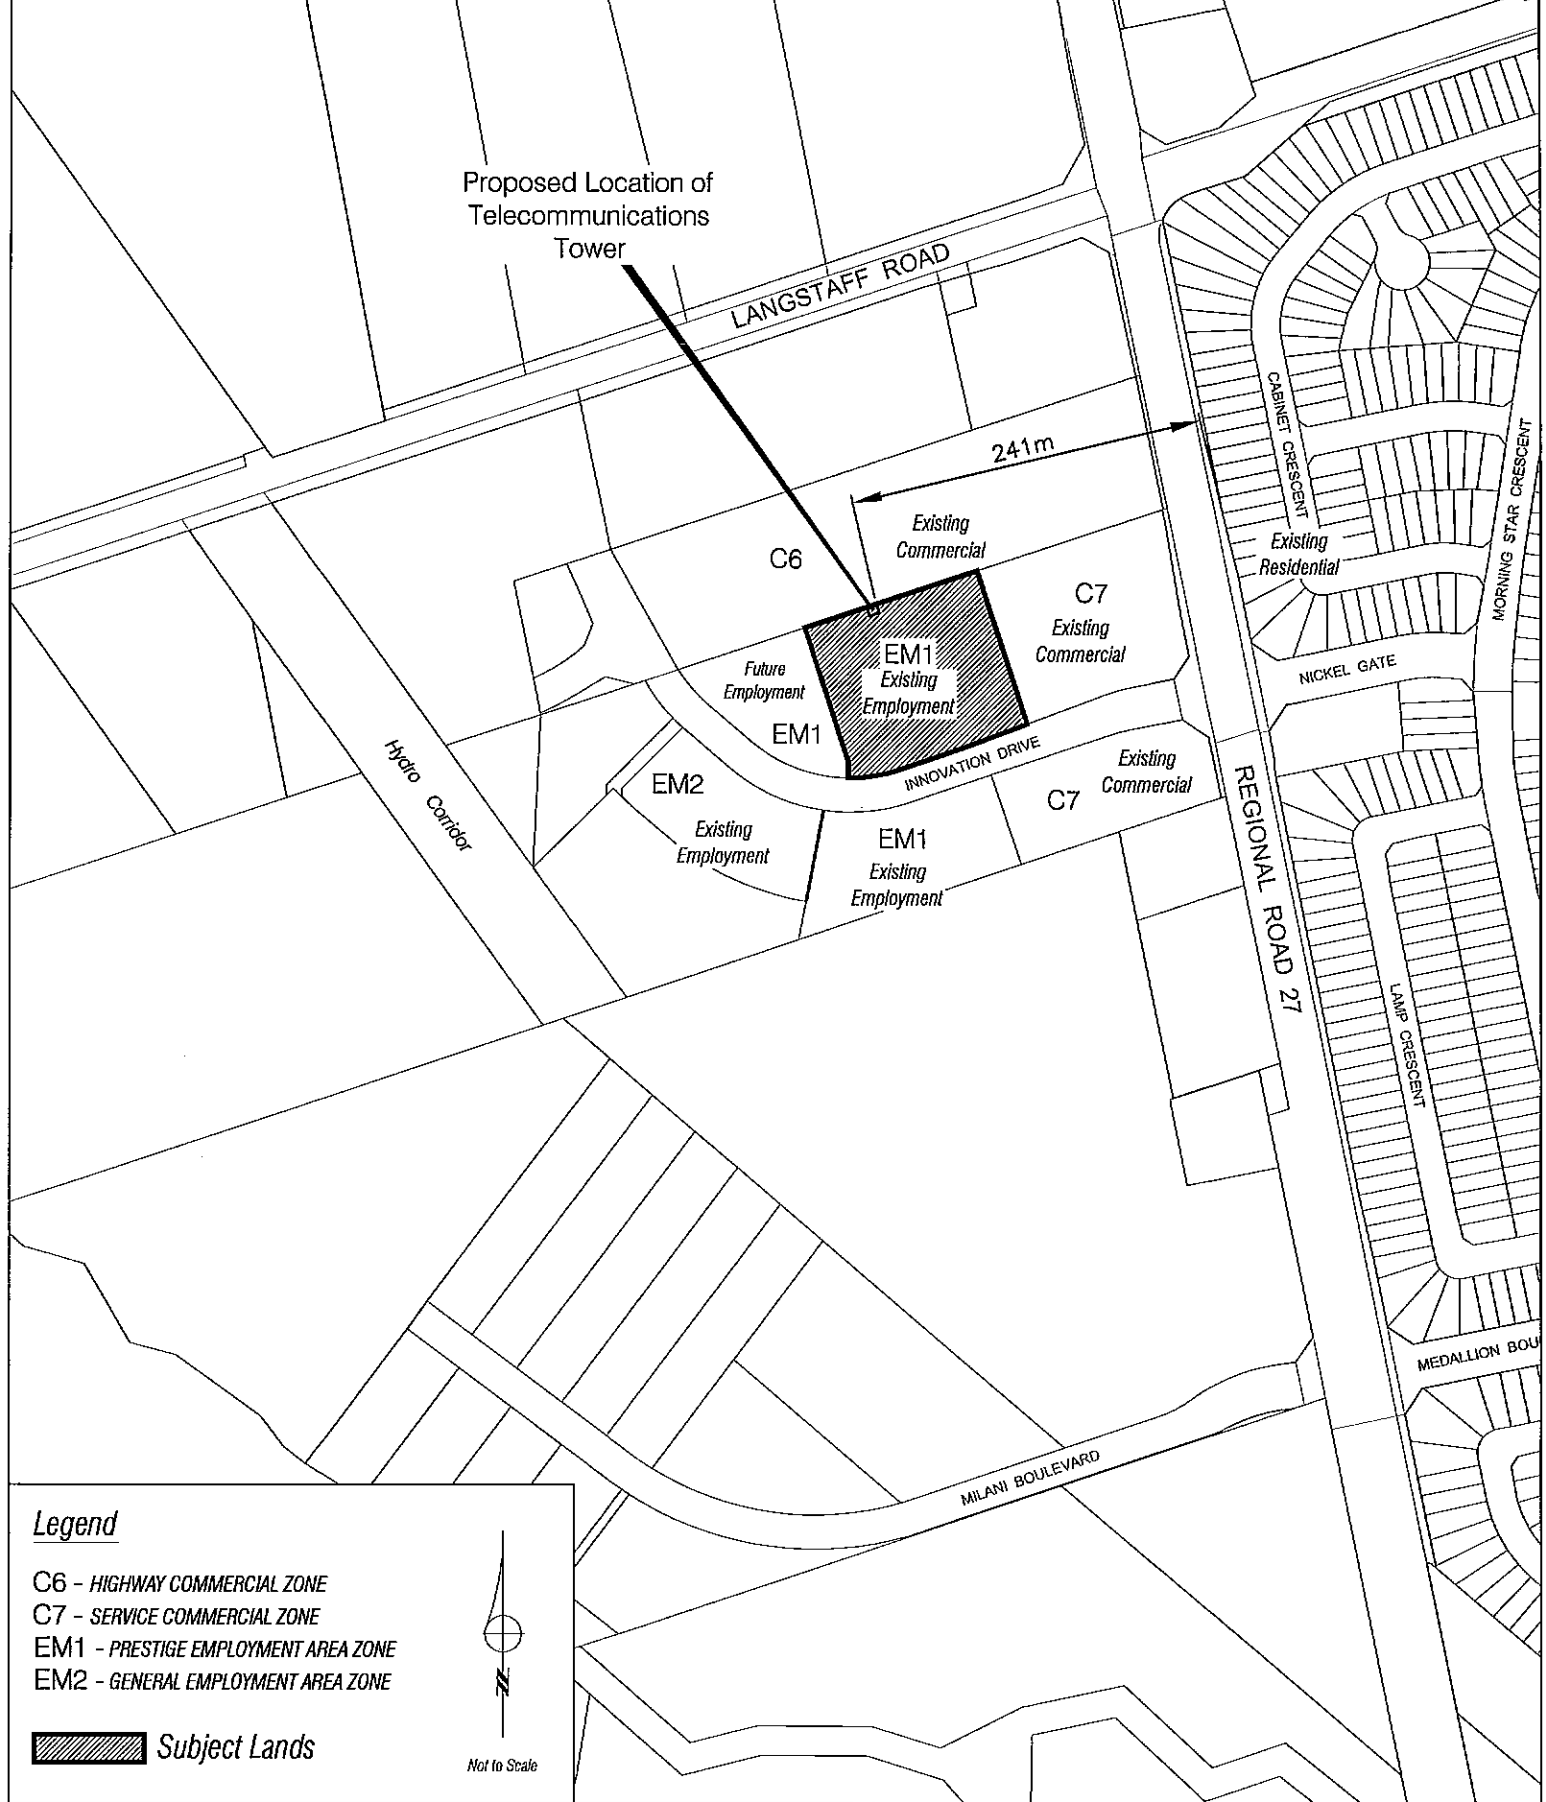 Proposed Location of
Telecommunications
Tower
LANGSTAFF ROAD
241m
CABINET CRESCENT
MORNING STAR CRESCENT
Existing
Commercial
C6
Existing
Residential
C7
Existing
Commercial
EM1
Existing
Employment
Future
Employment
EM1
NICKEL GATE
INNOVATION DRIVE
Hydro Corridor
EM2
Existing
Employment
EM1
Existing
Employment
C7
Existing
Commercial
REGIONAL ROAD 27
LAMP CRESCENT
MEDALLION BOU
MILANI BOULEVARD
Legend
C6 - HIGHWAY COMMERCIAL ZONE
C7 - SERVICE COMMERCIAL ZONE
EM1 - PRESTIGE EMPLOYMENT AREA ZONE
EM2 - GENERAL EMPLOYMENT AREA ZONE
Subject Lands
N
Not to Scale